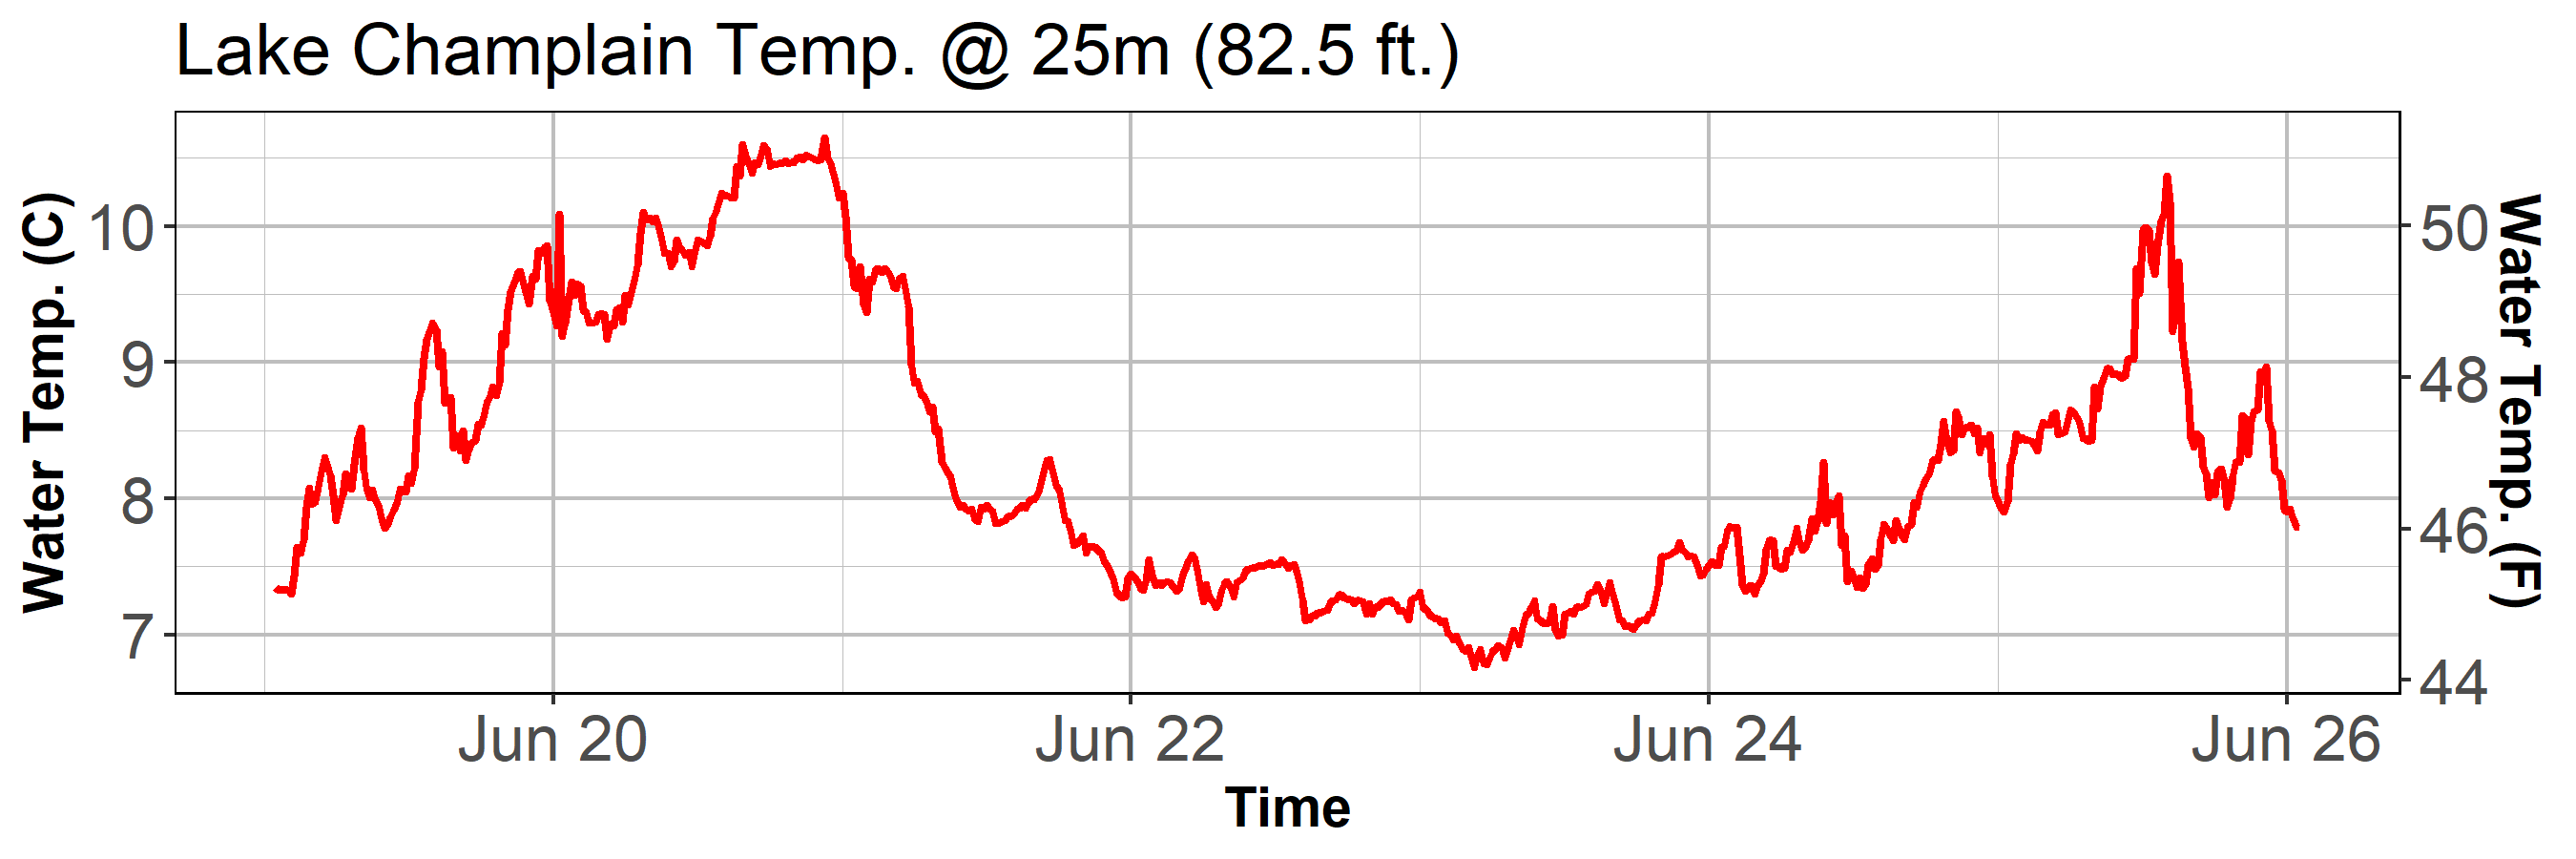 Lake Champlain Temp. @ 25m (82.5 ft.)
Water Temp. (C)
10
9
8
7
50
48
46
44
Water Temp. (F)
Jun 20
Jun 22
Jun 24
Jun 26
Time